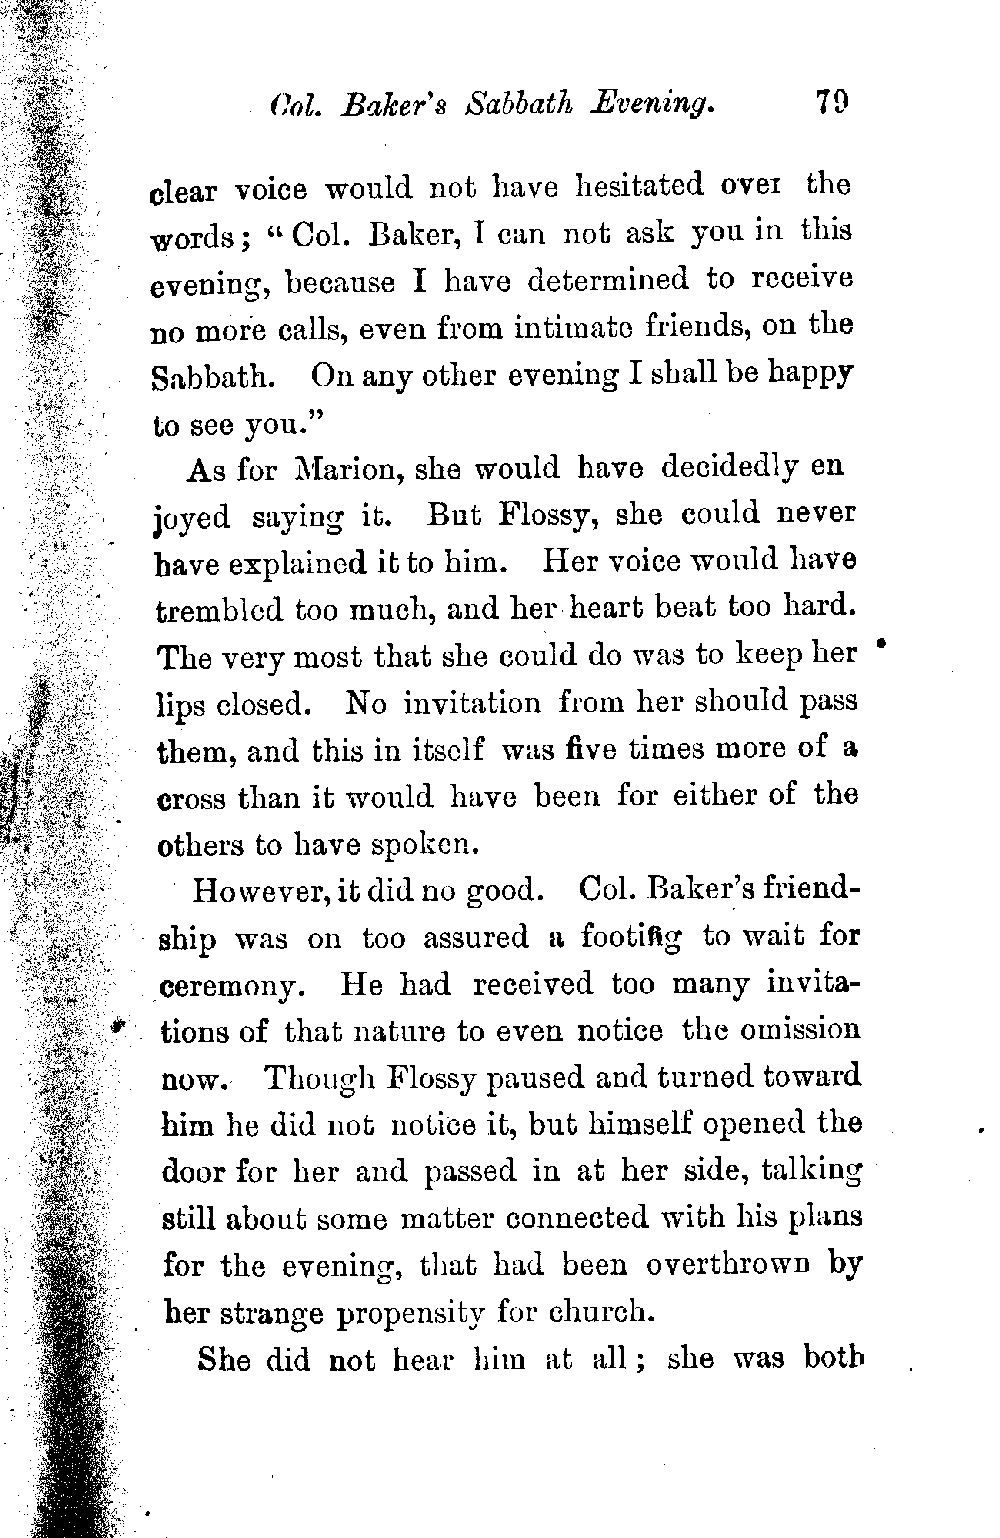 Col. Baker's Sabbath Evening. 79
clear voice would not have hesitated over the
words; "Col. Baker, I can not ask you in this
evening, because I have determined to receive
no more calls, even from intimate friends, on the
Sabbath. On any other evening I shall be happy
to see you."
As for Marion, she would have decidedly en
joyed saying it. But Flossy, she could never
have explained it to him. Her voice would have
trembled too much, and her heart beat too hard.
The very most that she could do was to keep her
lips closed. No invitation from her should pass
them, and this in itself was five times more of a
cross than it would have been for either of the
others to have spoken.
However, it did no good. Col. Baker's friend-
ship was on too assured a footing to wait for
ceremony. He had received too many invita-
tions of that nature to even notice the omission
now. Though Flossy paused and turned toward
him he did not notice it, but himself opened the
door for her and passed in at her side, talking
still about some matter connected with his plans
for the evening, that had been overthrown by
her strange propensity for church.
She did not hear him at all; she was both